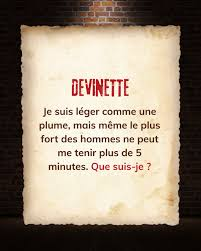 DEVINETTE
Je suis léger comme une
plume, mais même le plus
fort des hommes ne peut
me tenir plus de 5
minutes. Que suis-je ?